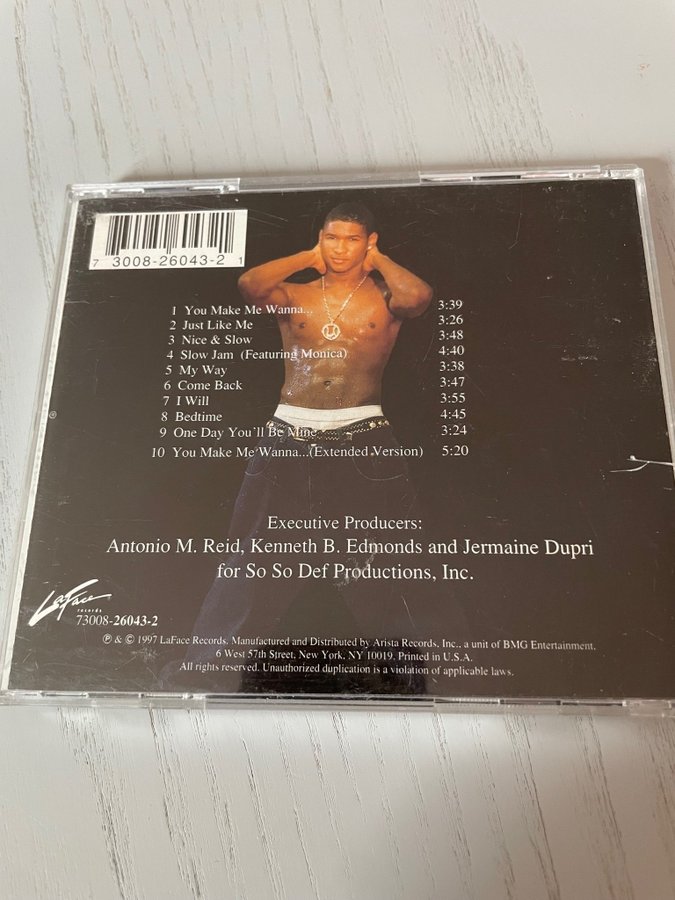 7 3008-26043-2 1
1 You Make Me Wanna... 3:39
2 Just Like Me 3:26
3 Nice & Slow 3:48
4 Slow Jam (Featuring Monica) 4:40
5 My Way 3:38
6 Come Back 3:47
7 I Will 3:55
8 Bedtime 4:45
9 One Day You'll Be Mine 3:24
10 You Make Me Wanna...(Extended Version) 5:20
Executive Producers:
Antonio M. Reid, Kenneth B. Edmonds and Jermaine Dupri
for So So Def Productions, Inc.
LaFace
records
73008-26043-2
℗ & © 1997 LaFace Records. Manufactured and Distributed by Arista Records, Inc., a unit of BMG Entertainment.
6 West 57th Street, New York, NY 10019. Printed in U.S.A.
All rights reserved. Unauthorized duplication is a violation of applicable laws.